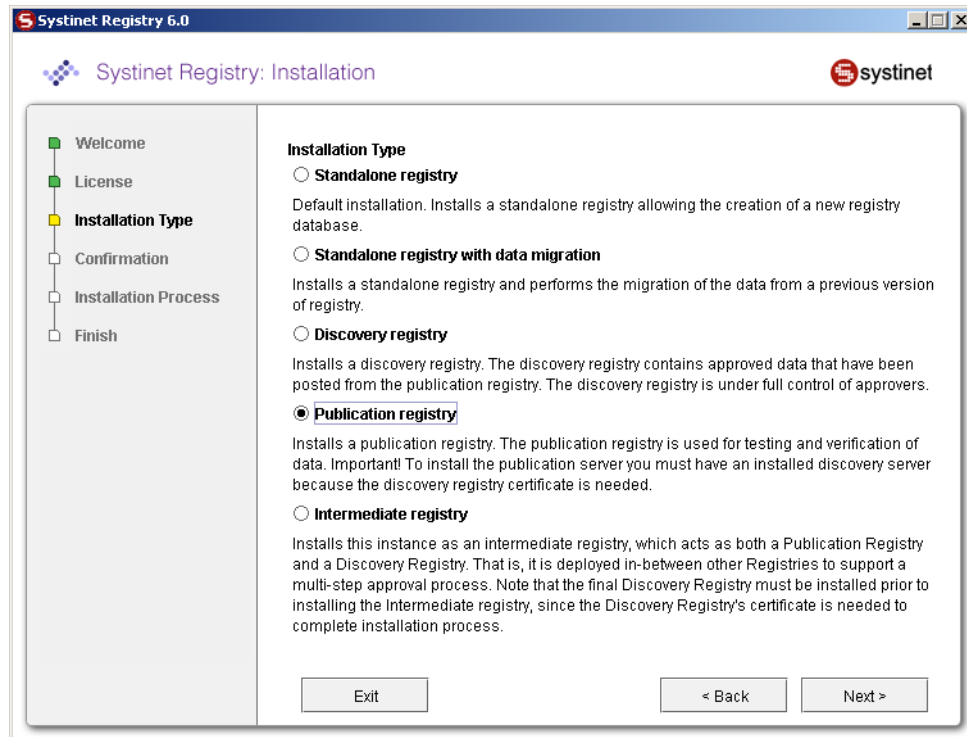 Systinet Registry 6.0
Systinet Registry: Installation
systinet
Welcome
License
Installation Type
Confirmation
Installation Process
Finish
Installation Type
Standalone registry
Default installation. Installs a standalone registry allowing the creation of a new registry
database.
Standalone registry with data migration
Installs a standalone registry and performs the migration of the data from a previous version
of registry.
Discovery registry
Installs a discovery registry. The discovery registry contains approved data that have been
posted from the publication registry. The discovery registry is under full control of approvers.
Publication registry
Installs a publication registry. The publication registry is used for testing and verification of
data. Important! To install the publication server you must have an installed discovery server
because the discovery registry certificate is needed.
Intermediate registry
Installs this instance as an intermediate registry, which acts as both a Publication Registry
and a Discovery Registry. That is, it is deployed in-between other Registries to support a
multi-step approval process. Note that the final Discovery Registry must be installed prior to
installing the Intermediate registry, since the Discovery Registry's certificate is needed to
complete installation process.
Exit
< Back
Next >